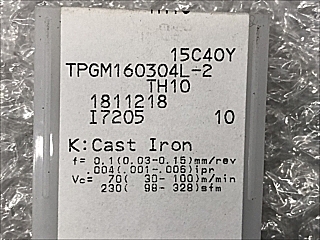 15C40Y
TPGM160304L-2
TH10
1811218
I7205 10
K:Cast Iron
f= 0.1(0.03-0.15)mm/rev
.004(.001-.006)ipr
Vc= 70( 30- 100)m/min
230( 98- 328)sfm